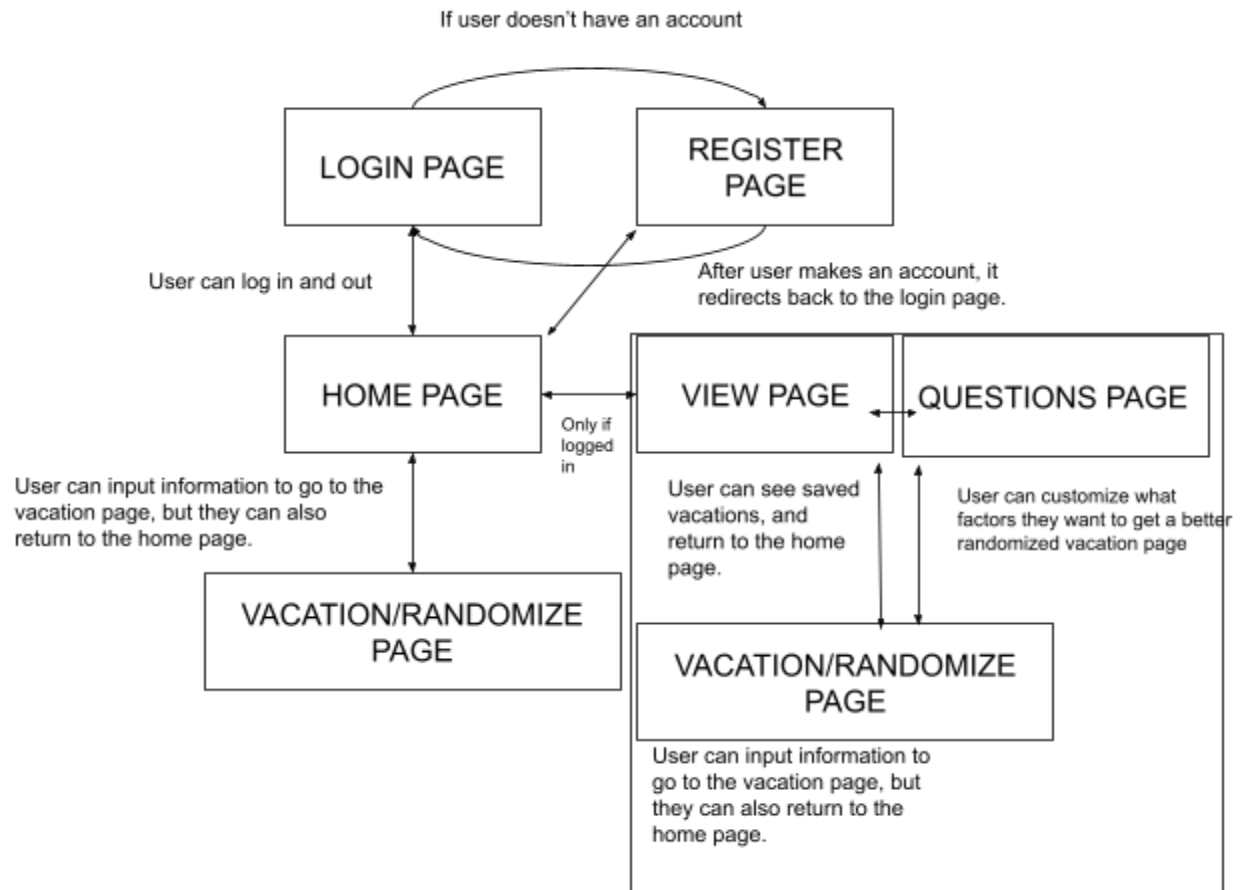 If user doesn't have an account
LOGIN PAGE
REGISTER
PAGE
User can log in and out
After user makes an account, it
redirects back to the login page.
HOME PAGE
Only if
logged
in
VIEW PAGE
QUESTIONS PAGE
User can input information to go to the
vacation page, but they can also
return to the home page.
User can see saved
vacations, and
return to the home
page.
User can customize what
factors they want to get a better
randomized vacation page
VACATION/RANDOMIZE
PAGE
VACATION/RANDOMIZE
PAGE
User can input information to
go to the vacation page, but
they can also return to the
home page.